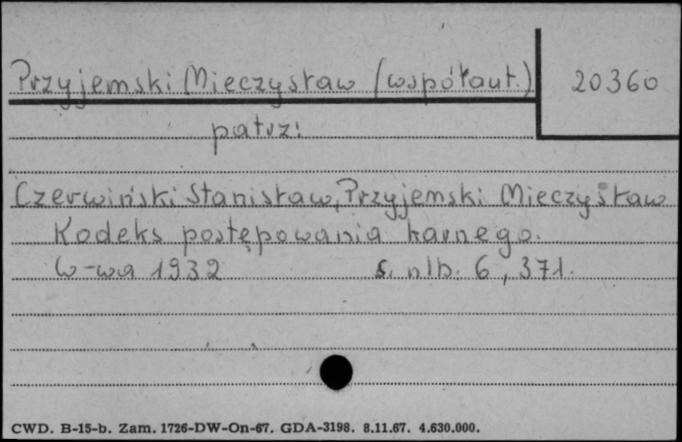 Przyjemski Mieczysław (współaut.) 20360
patrz:
Czerwiński Stanisław, Przyjemski Mieczysław
Kodeks postępowania karnego.
W-wa 1932 s. nlb. 6, 371.
CWD. B-15-b. Zam. 1726-DW-On-67. GDA-3198. 8.11.67. 4.630.000.